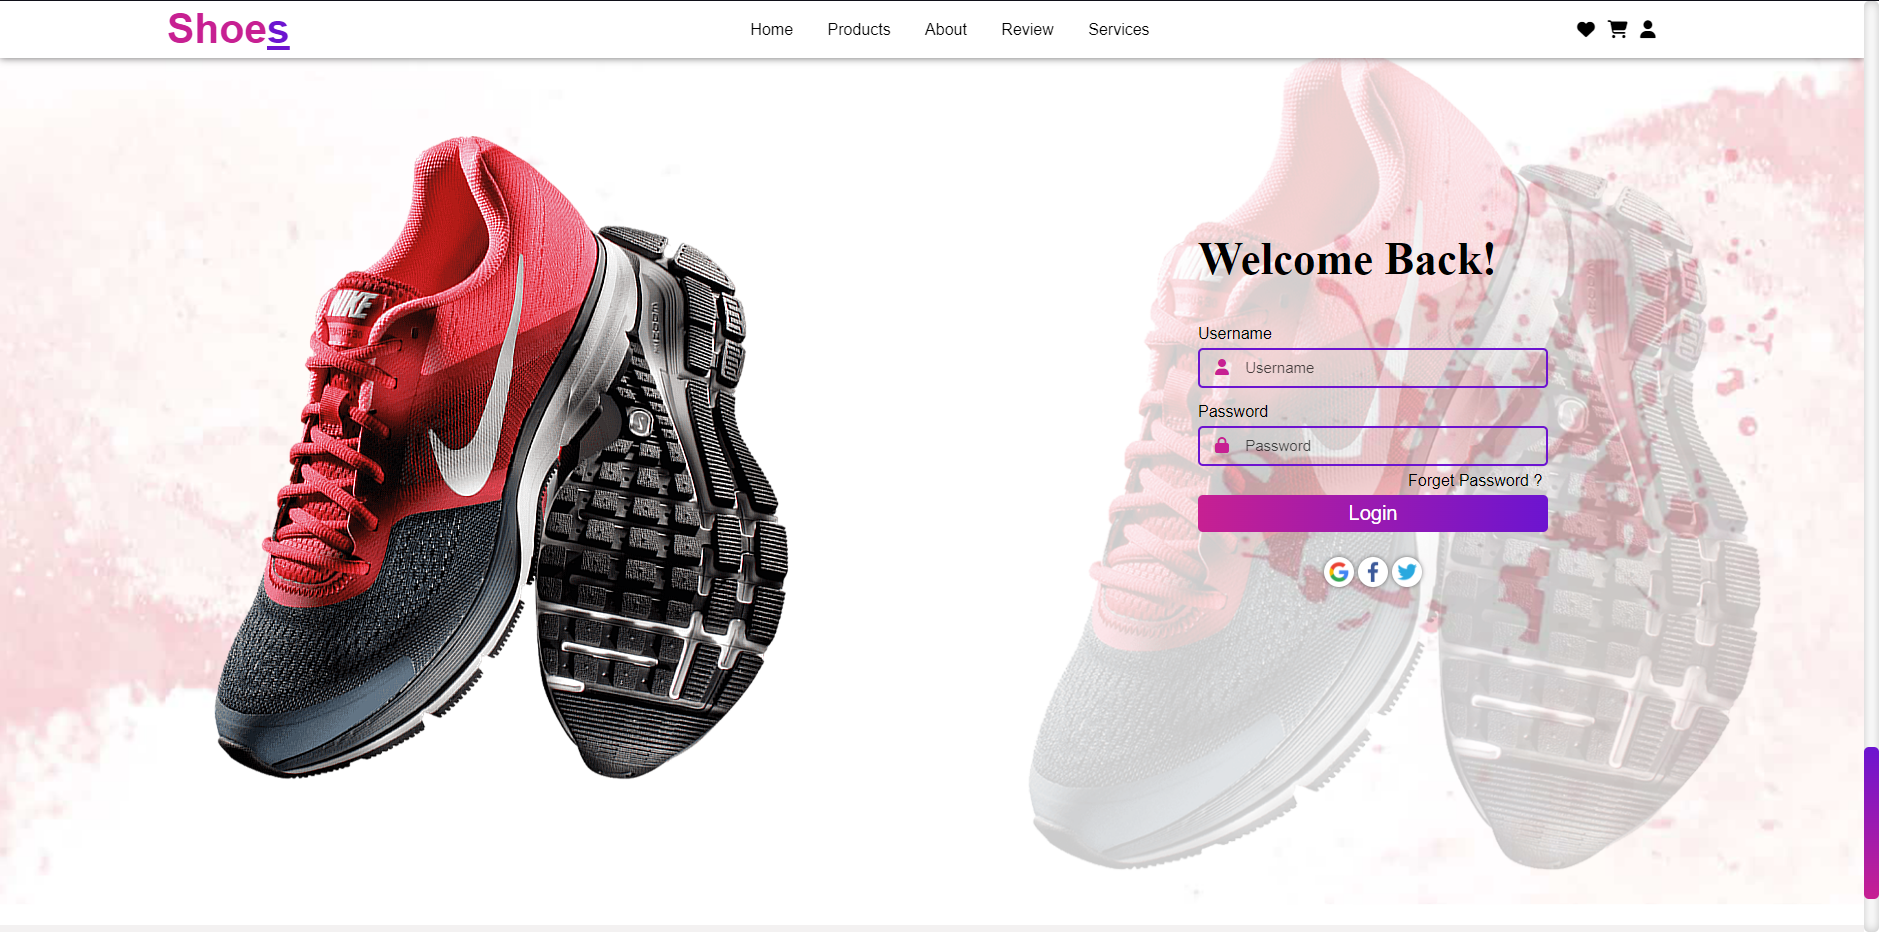 Shoes
Home Products About Review Services
NIKE
Welcome Back!
Username
Username
Password
Password
Forget Password ?
Login